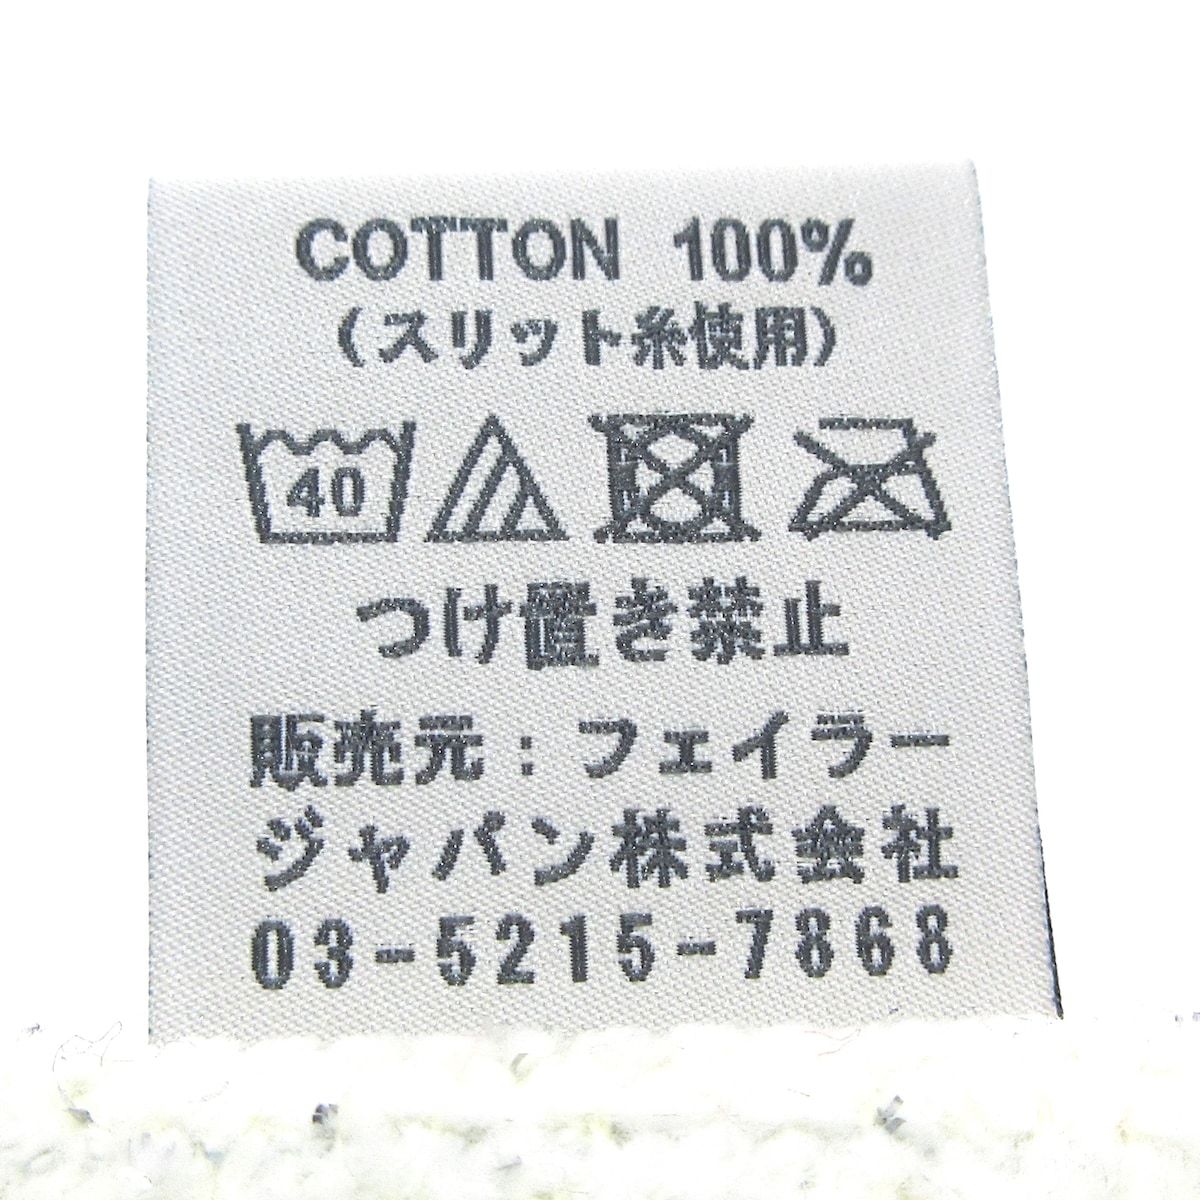 COTTON 100%
（スリット糸使用）
40
つけ置き禁止
販売元：フェイラー
ジャパン株式会社
03-5215-7868